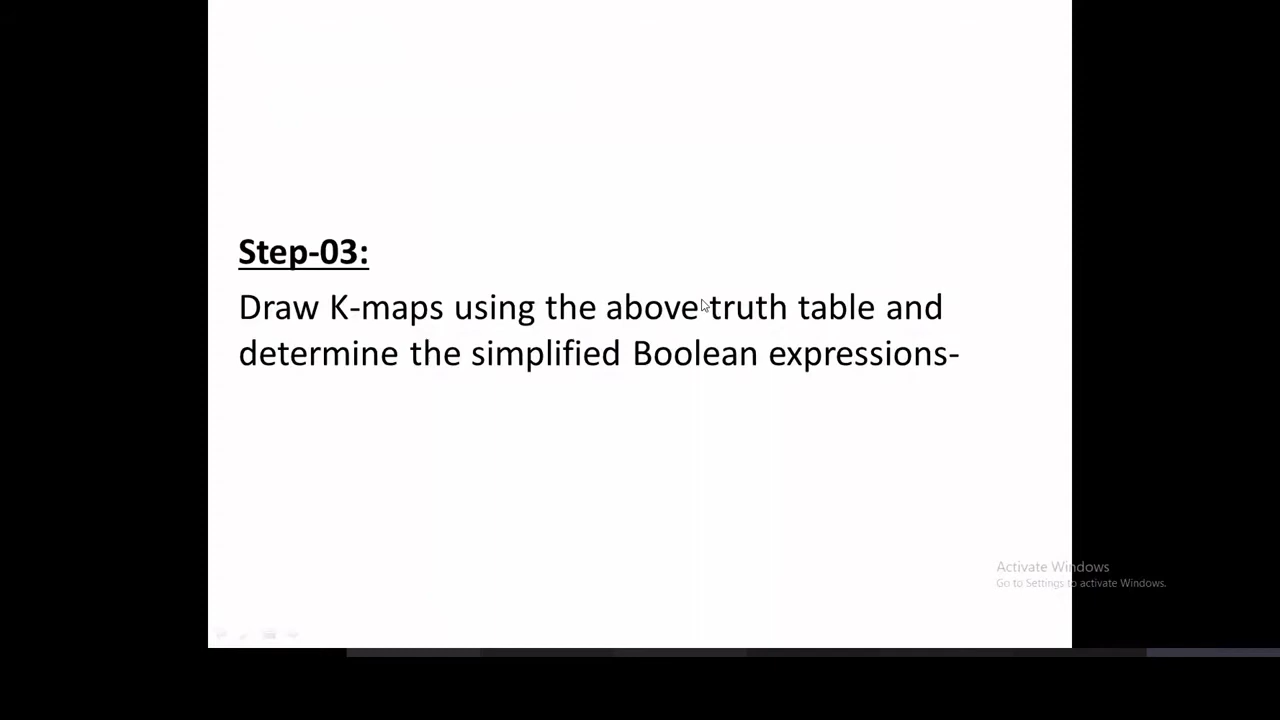 Step-03:
Draw K-maps using the above truth table and
determine the simplified Boolean expressions-
Activate Windows
Go to Settings to activate Windows.